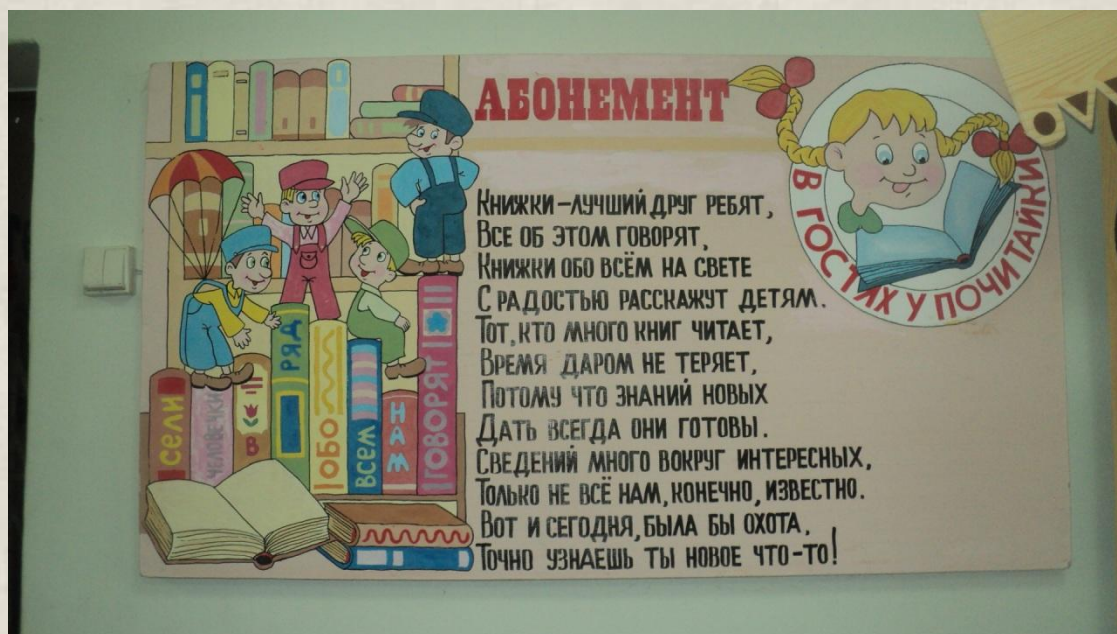 АБОНЕМЕНТ
В ГОСТЯХ У ПОЧИТАЙКИ
КНИЖКИ – ЛУЧШИЙ ДРУГ РЕБЯТ,
ВСЕ ОБ ЭТОМ ГОВОРЯТ,
КНИЖКИ ОБО ВСЁМ НА СВЕТЕ
С РАДОСТЬЮ РАССКАЖУТ ДЕТЯМ.
ТОТ, КТО МНОГО КНИГ ЧИТАЕТ,
ВРЕМЯ ДАРОМ НЕ ТЕРЯЕТ,
ПОТОМУ ЧТО ЗНАНИЙ НОВЫХ
ДАТЬ ВСЕГДА ОНИ ГОТОВЫ.
СВЕДЕНИЙ МНОГО ВОКРУГ ИНТЕРЕСНЫХ,
ТОЛЬКО НЕ ВСЁ НАМ, КОНЕЧНО, ИЗВЕСТНО.
ВОТ И СЕГОДНЯ, БЫЛА БЫ ОХОТА,
ТОЧНО УЗНАЕШЬ ТЫ НОВОЕ ЧТО-ТО!
СЕЛИ
ЧЕЛОВЕЧКИ
В
РЯД
ОБО
ВСЕМ
НАМ
ГОВОРЯТ